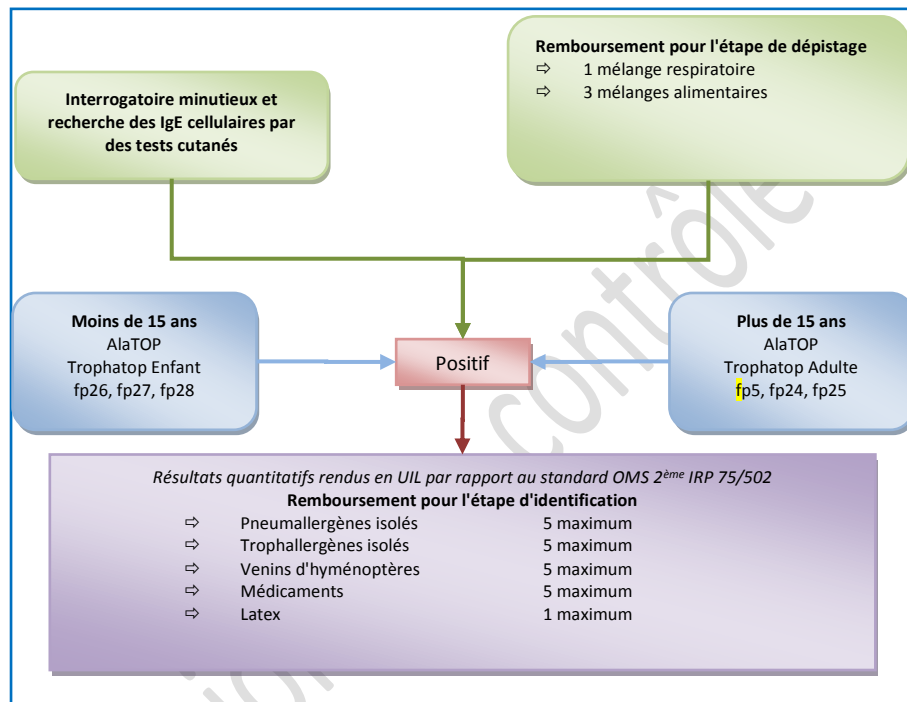 Interrogatoire minutieux et
recherche des IgE cellulaires par
des tests cutanés
Remboursement pour l'étape de dépistage
⇨ 1 mélange respiratoire
⇨ 3 mélanges alimentaires
Moins de 15 ans
AlaTOP
Trophatop Enfant
fp26, fp27, fp28
Positif
Plus de 15 ans
AlaTOP
Trophatop Adulte
fp5, fp24, fp25
Résultats quantitatifs rendus en UIL par rapport au standard OMS 2ème IRP 75/502
Remboursement pour l'étape d'identification
⇨ Pneumallergènes isolés 5 maximum
⇨ Trophallergènes isolés 5 maximum
⇨ Venins d'hyménoptères 5 maximum
⇨ Médicaments 5 maximum
⇨ Latex 1 maximum
contrôlé